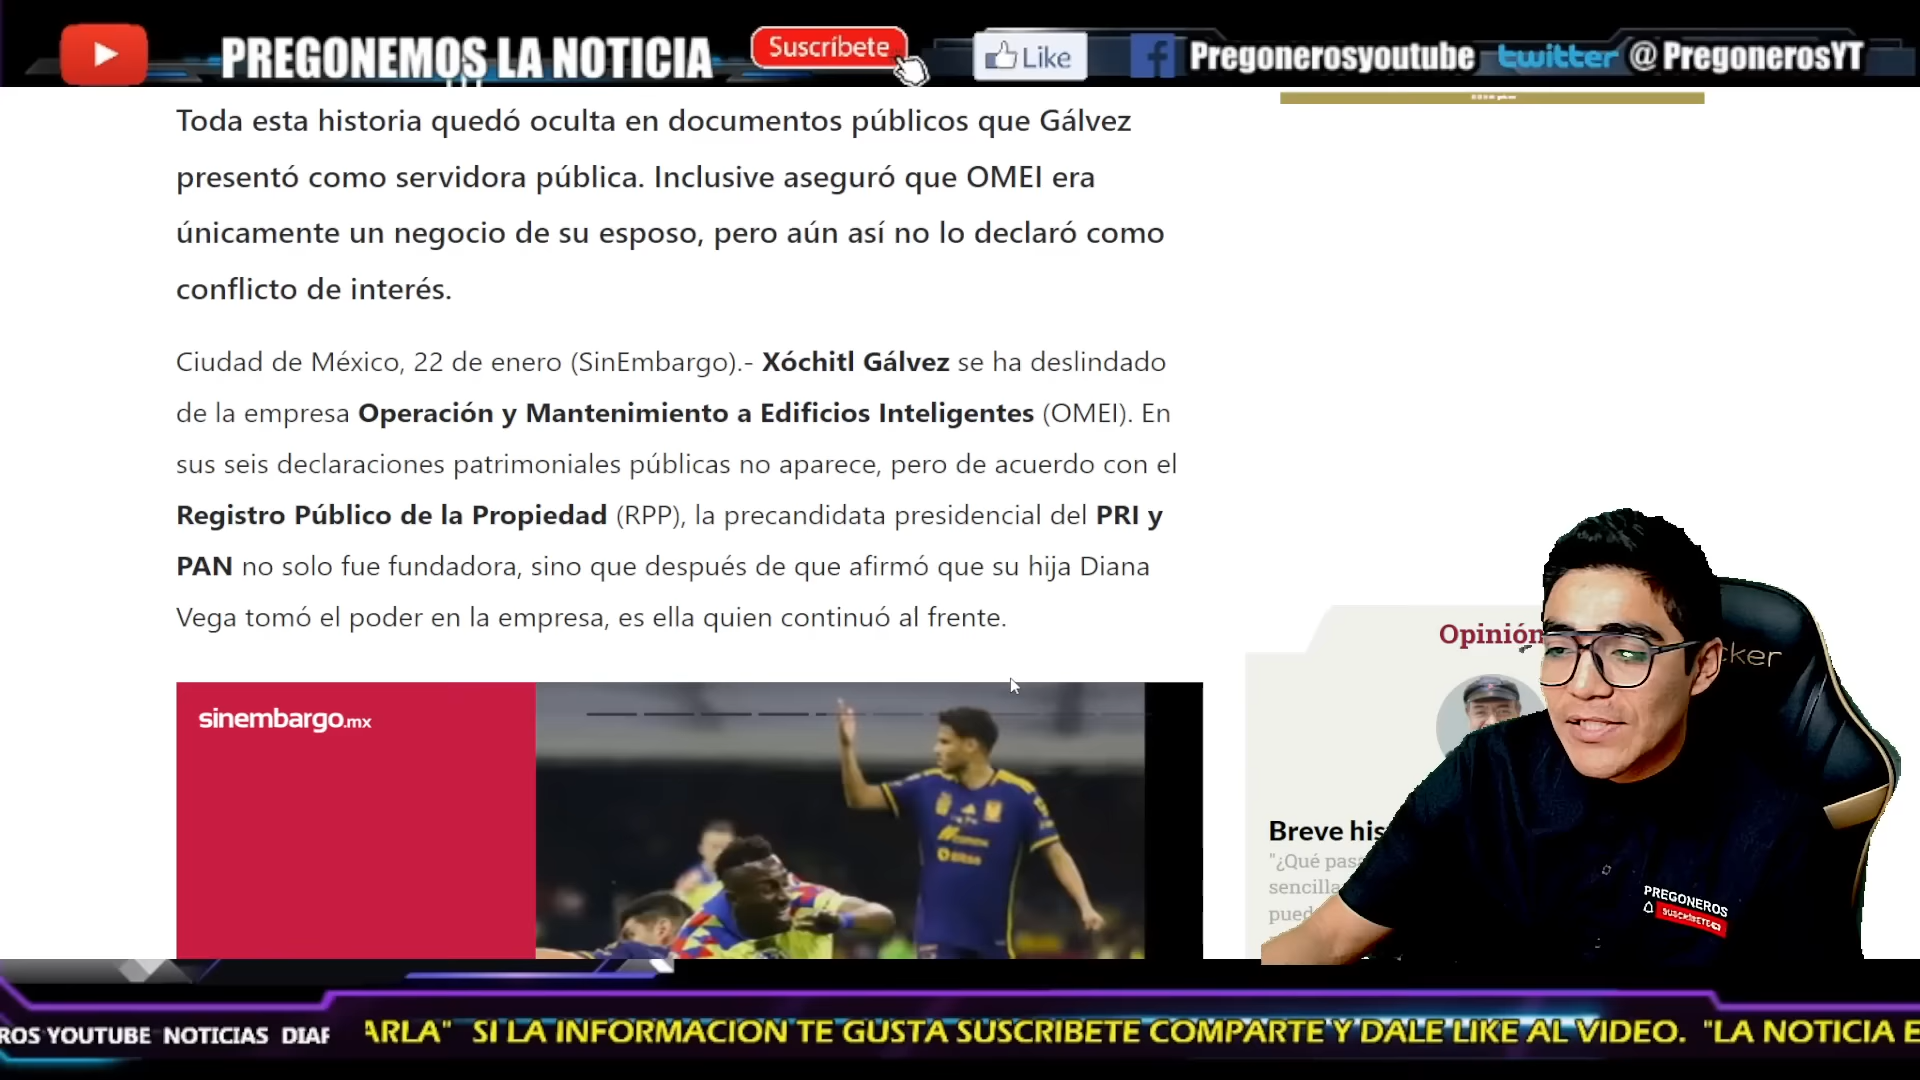 PREGONEMOS LA NOTICIA
Suscríbete
Like
Pregonerosyoutube
twitter @PregonerosYT
Toda esta historia quedó oculta en documentos públicos que Gálvez
presentó como servidora pública. Inclusive aseguró que OMEI era
únicamente un negocio de su esposo, pero aún así no lo declaró como
conflicto de interés.
Ciudad de México, 22 de enero (SinEmbargo).- Xóchitl Gálvez se ha deslindado
de la empresa Operación y Mantenimiento a Edificios Inteligentes (OMEI). En
sus seis declaraciones patrimoniales públicas no aparece, pero de acuerdo con el
Registro Público de la Propiedad (RPP), la precandidata presidencial del PRI y
PAN no solo fue fundadora, sino que después de que afirmó que su hija Diana
Vega tomó el poder en la empresa, es ella quien continuó al frente.
sinembargo.mx
Opinión
cker
Breve his
"¿Qué pas
sencilla
pued
PREGONEROS
SUSCRÍBETE
ROS YOUTUBE NOTICIAS DIAR
ARLA" SI LA INFORMACION TE GUSTA SUSCRIBETE COMPARTE Y DALE LIKE AL VIDEO. "LA NOTICIA E